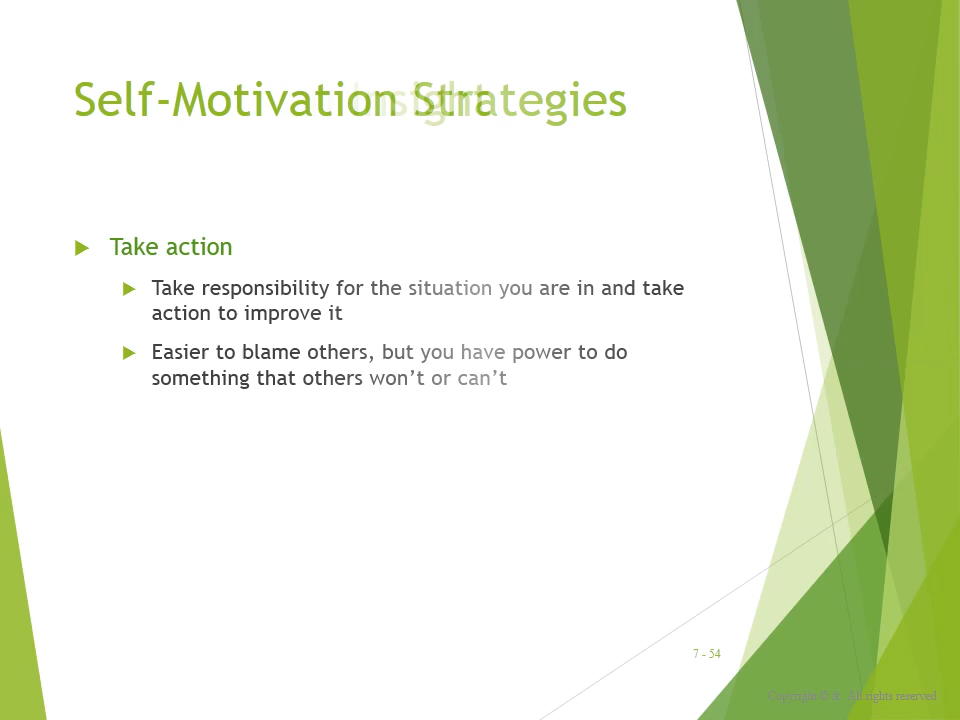 Self-Motivation Strategies
Insight
Take action
Take responsibility for the situation you are in and take
action to improve it
Easier to blame others, but you have power to do
something that others won’t or can’t
7 - 54
Copyright © &. All rights reserved